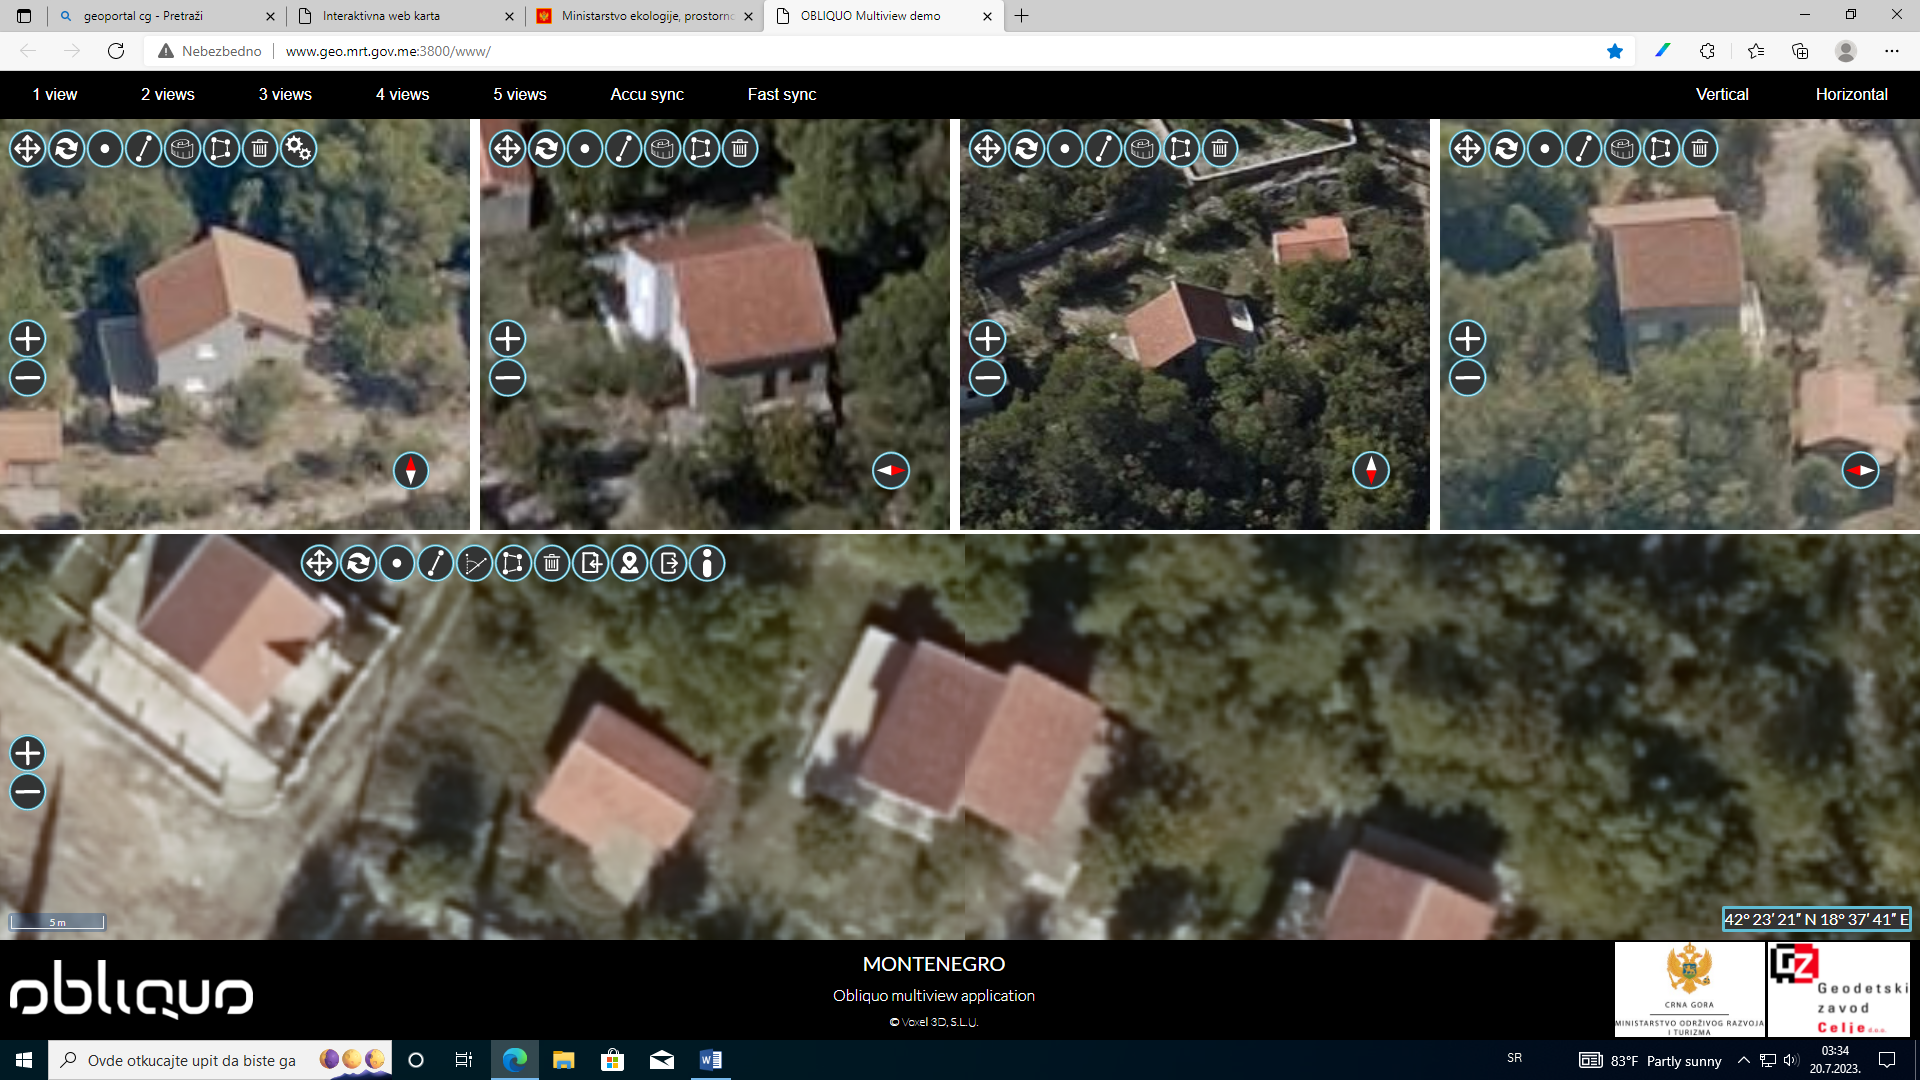 geoportal cg - Pretraži
Interaktivna web karta
Ministarstvo ekologije, prostorno
OBLIQUO Multiview demo
Nebezbedno
www.geo.mrt.gov.me:3800/www/
1 view
2 views
3 views
4 views
5 views
Accu sync
Fast sync
Vertical
Horizontal
5 m
42° 23′ 21″ N 18° 37′ 41″ E
obliquo
MONTENEGRO
Obliquo multiview application
© Voxel 3D, S.L.U.
CRNA GORA
MINISTARSTVO ODRŽIVOG RAZVOJA
I TURIZMA
GZ
Geodetski
zavod
Celje d.o.o.
Ovde otkucajte upit da biste ga
SR
83°F Partly sunny
03:34
20.7.2023.